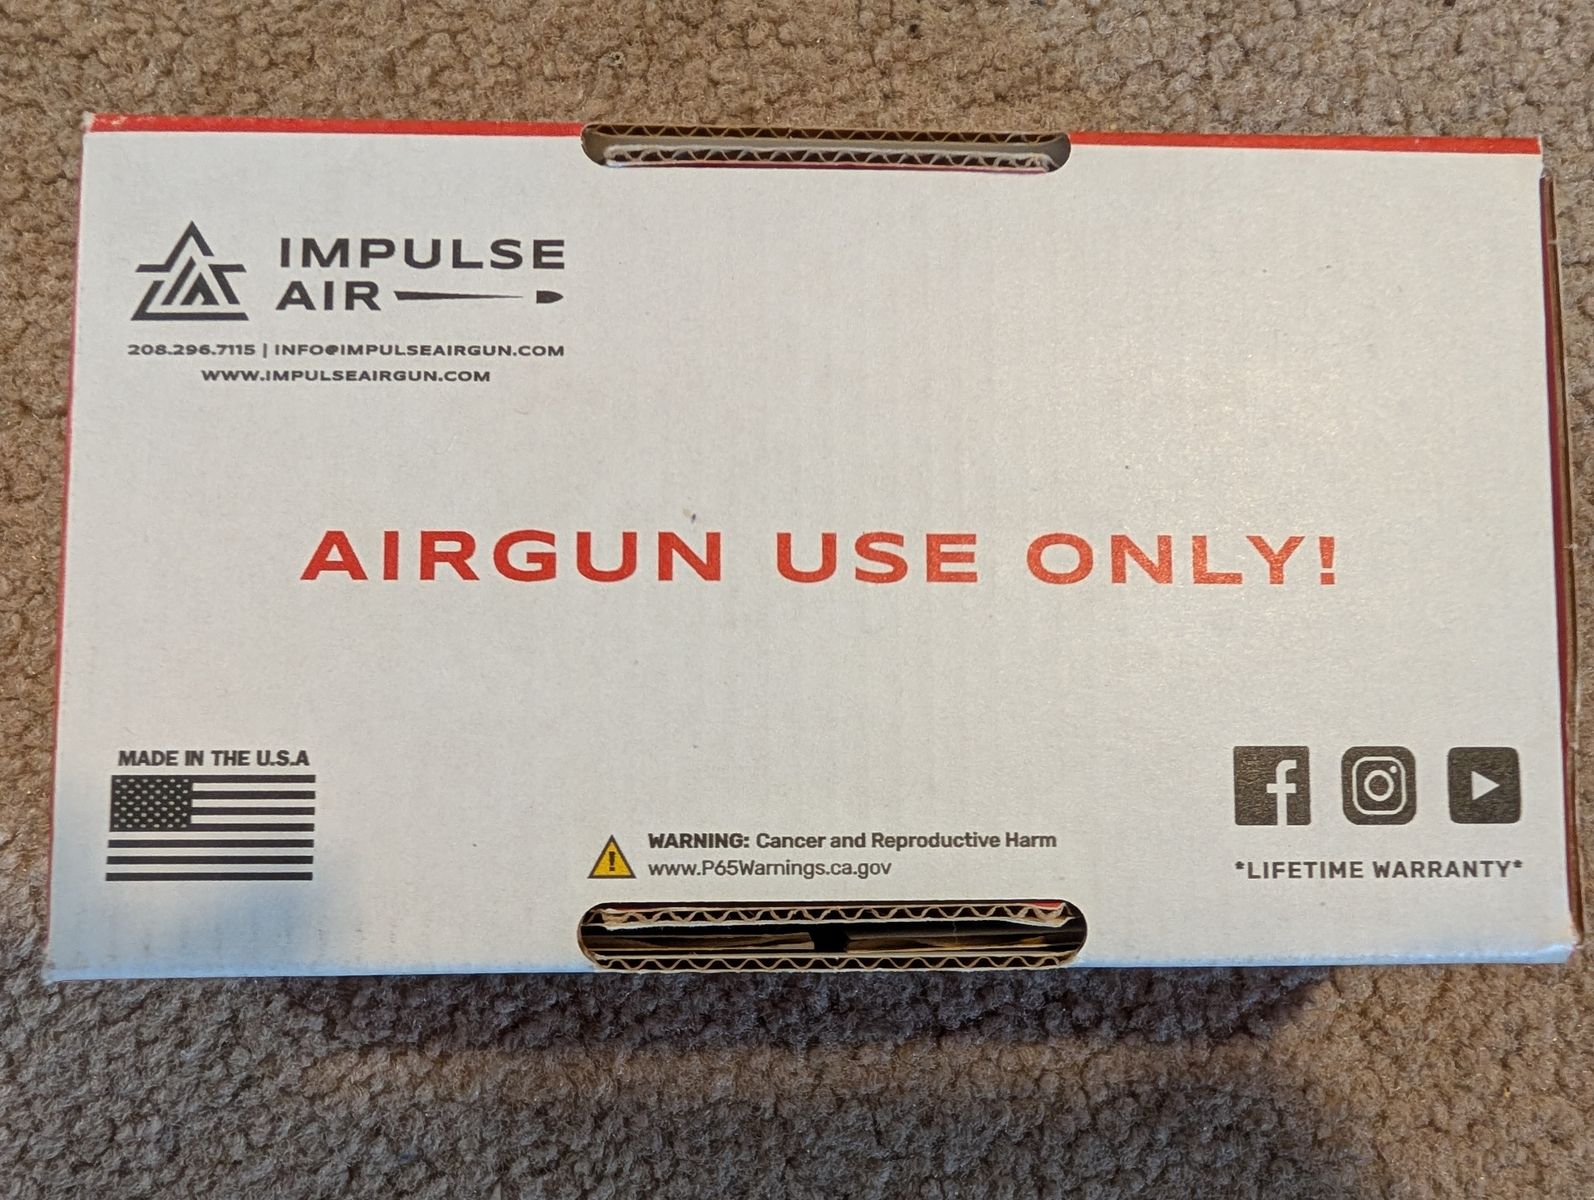 IMPULSE
AIR
208.296.7115 | INFO@IMPULSEAIRGUN.COM
WWW.IMPULSEAIRGUN.COM
AIRGUN USE ONLY!
MADE IN THE U.S.A
WARNING: Cancer and Reproductive Harm
www.P65Warnings.ca.gov
*LIFETIME WARRANTY*